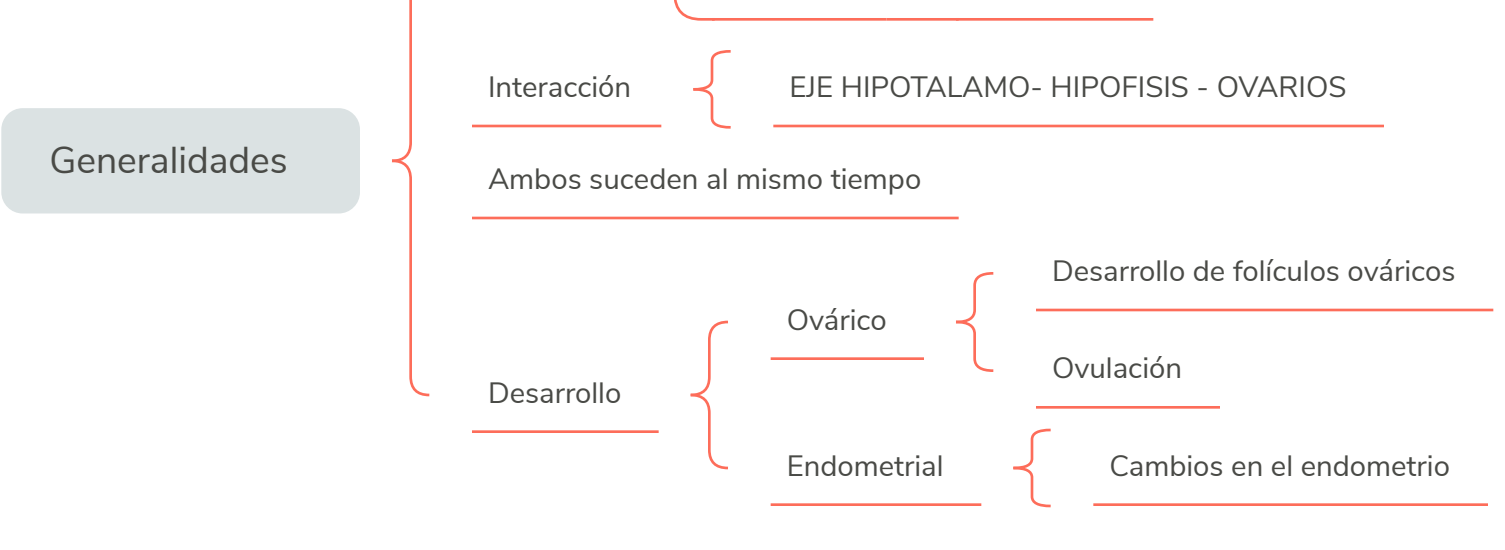 Generalidades
Interacción
EJE HIPOTALAMO- HIPOFISIS - OVARIOS
Ambos suceden al mismo tiempo
Desarrollo
Ovárico
Desarrollo de folículos ováricos
Ovulación
Endometrial
Cambios en el endometrio